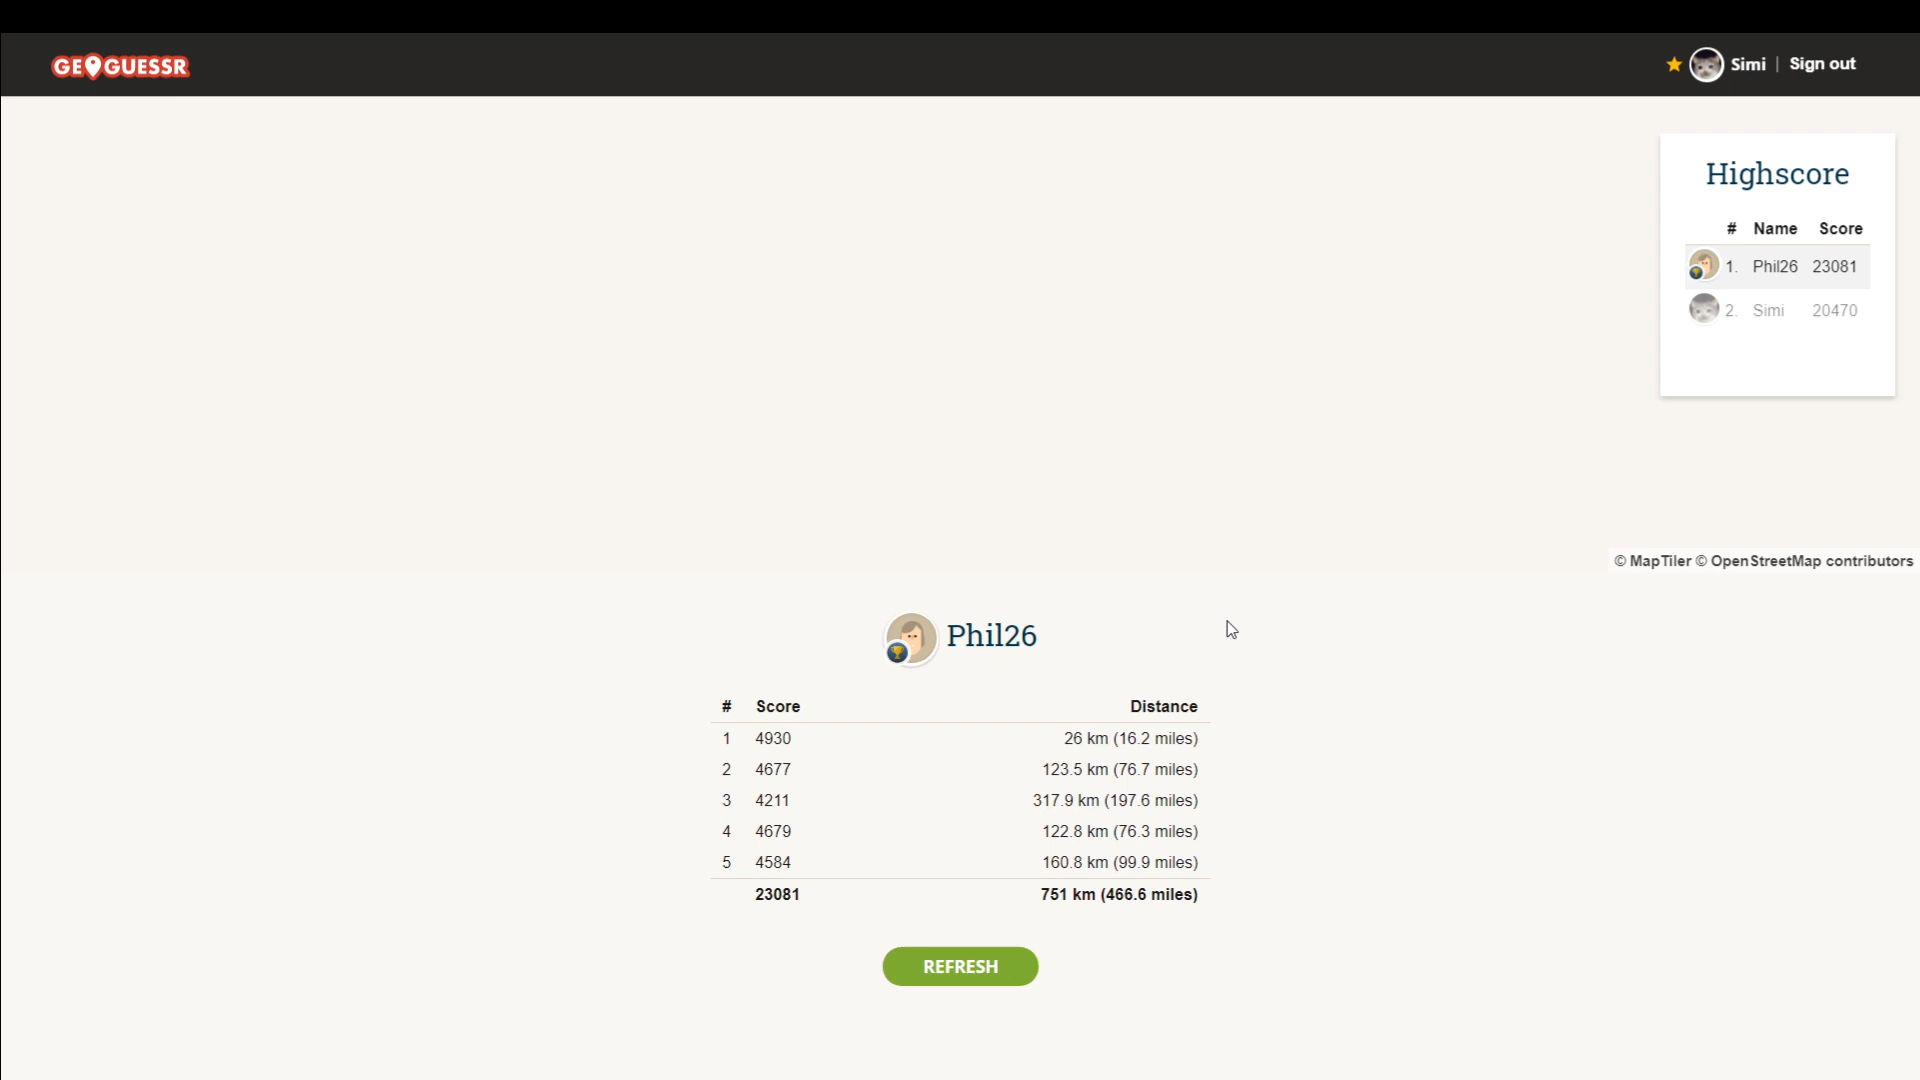 GEOGUESSR
Simi | Sign out
Highscore
# Name Score
1. Phil26 23081
2. Simi 20470
© MapTiler © OpenStreetMap contributors
Phil26
# Score Distance
1 4930 26 km (16.2 miles)
2 4677 123.5 km (76.7 miles)
3 4211 317.9 km (197.6 miles)
4 4679 122.8 km (76.3 miles)
5 4584 160.8 km (99.9 miles)
23081 751 km (466.6 miles)
REFRESH